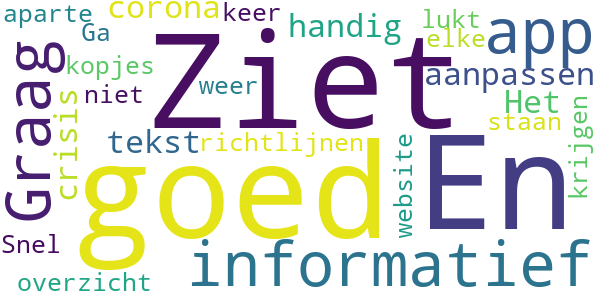 aparte
corona
keer
lukt
Ga
handig
elke
app
kopjes
Ziet
weer
aanpassen
Graag
niet
Het
crisis
tekst
richtlijnen
staan
krijgen
goed
website
En
Snel
informatief
overzicht